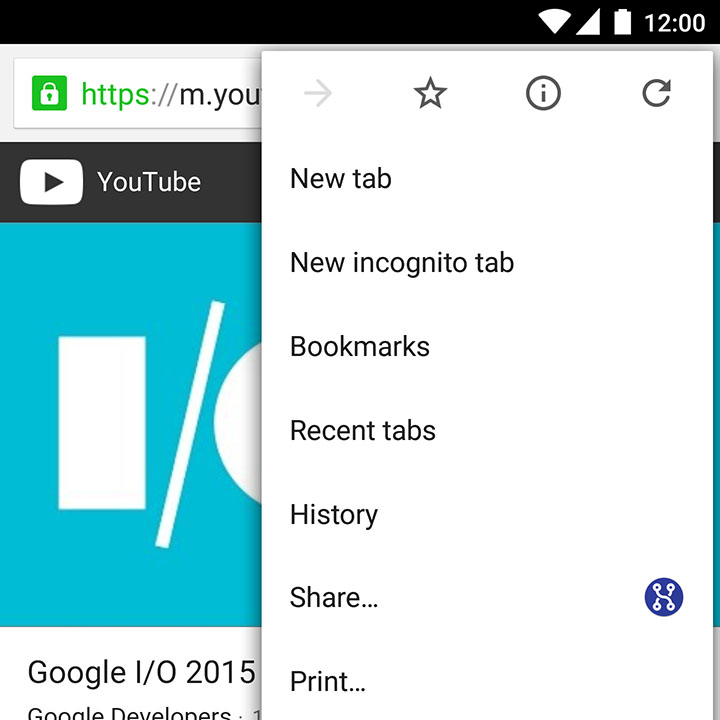 12:00
https://m.you
YouTube
New tab
New incognito tab
Bookmarks
Recent tabs
History
Share…
Print…
I/
Google I/O 2015
Google Developers · 1